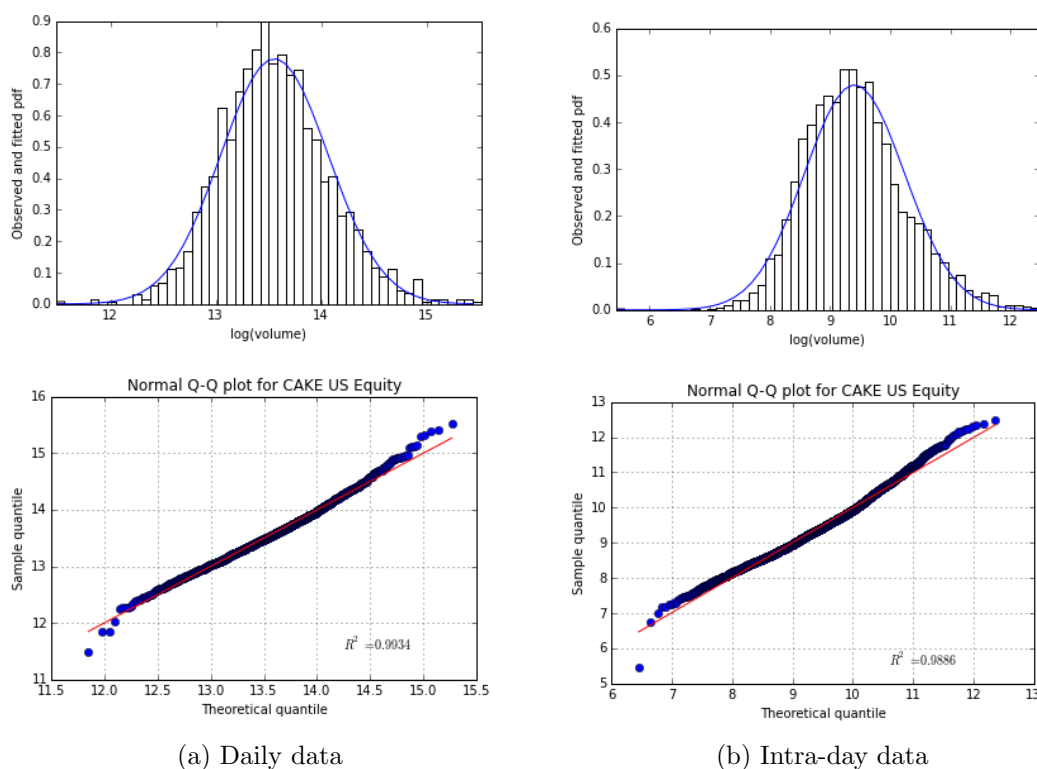 0.9
0.8
0.7
0.6
0.5
0.4
0.3
0.2
0.1
0.0
Observed and fitted pdf
12 13 14 15
log(volume)
0.6
0.5
0.4
0.3
0.2
0.1
0.0
Observed and fitted pdf
6 7 8 9 10 11 12
log(volume)
Normal Q-Q plot for CAKE US Equity
16
15
14
13
12
11
Sample quantile
R² =0.9934
11.5 12.0 12.5 13.0 13.5 14.0 14.5 15.0 15.5
Theoretical quantile
(a) Daily data
Normal Q-Q plot for CAKE US Equity
13
12
11
10
9
8
7
6
5
Sample quantile
R² =0.9886
6 7 8 9 10 11 12 13
Theoretical quantile
(b) Intra-day data